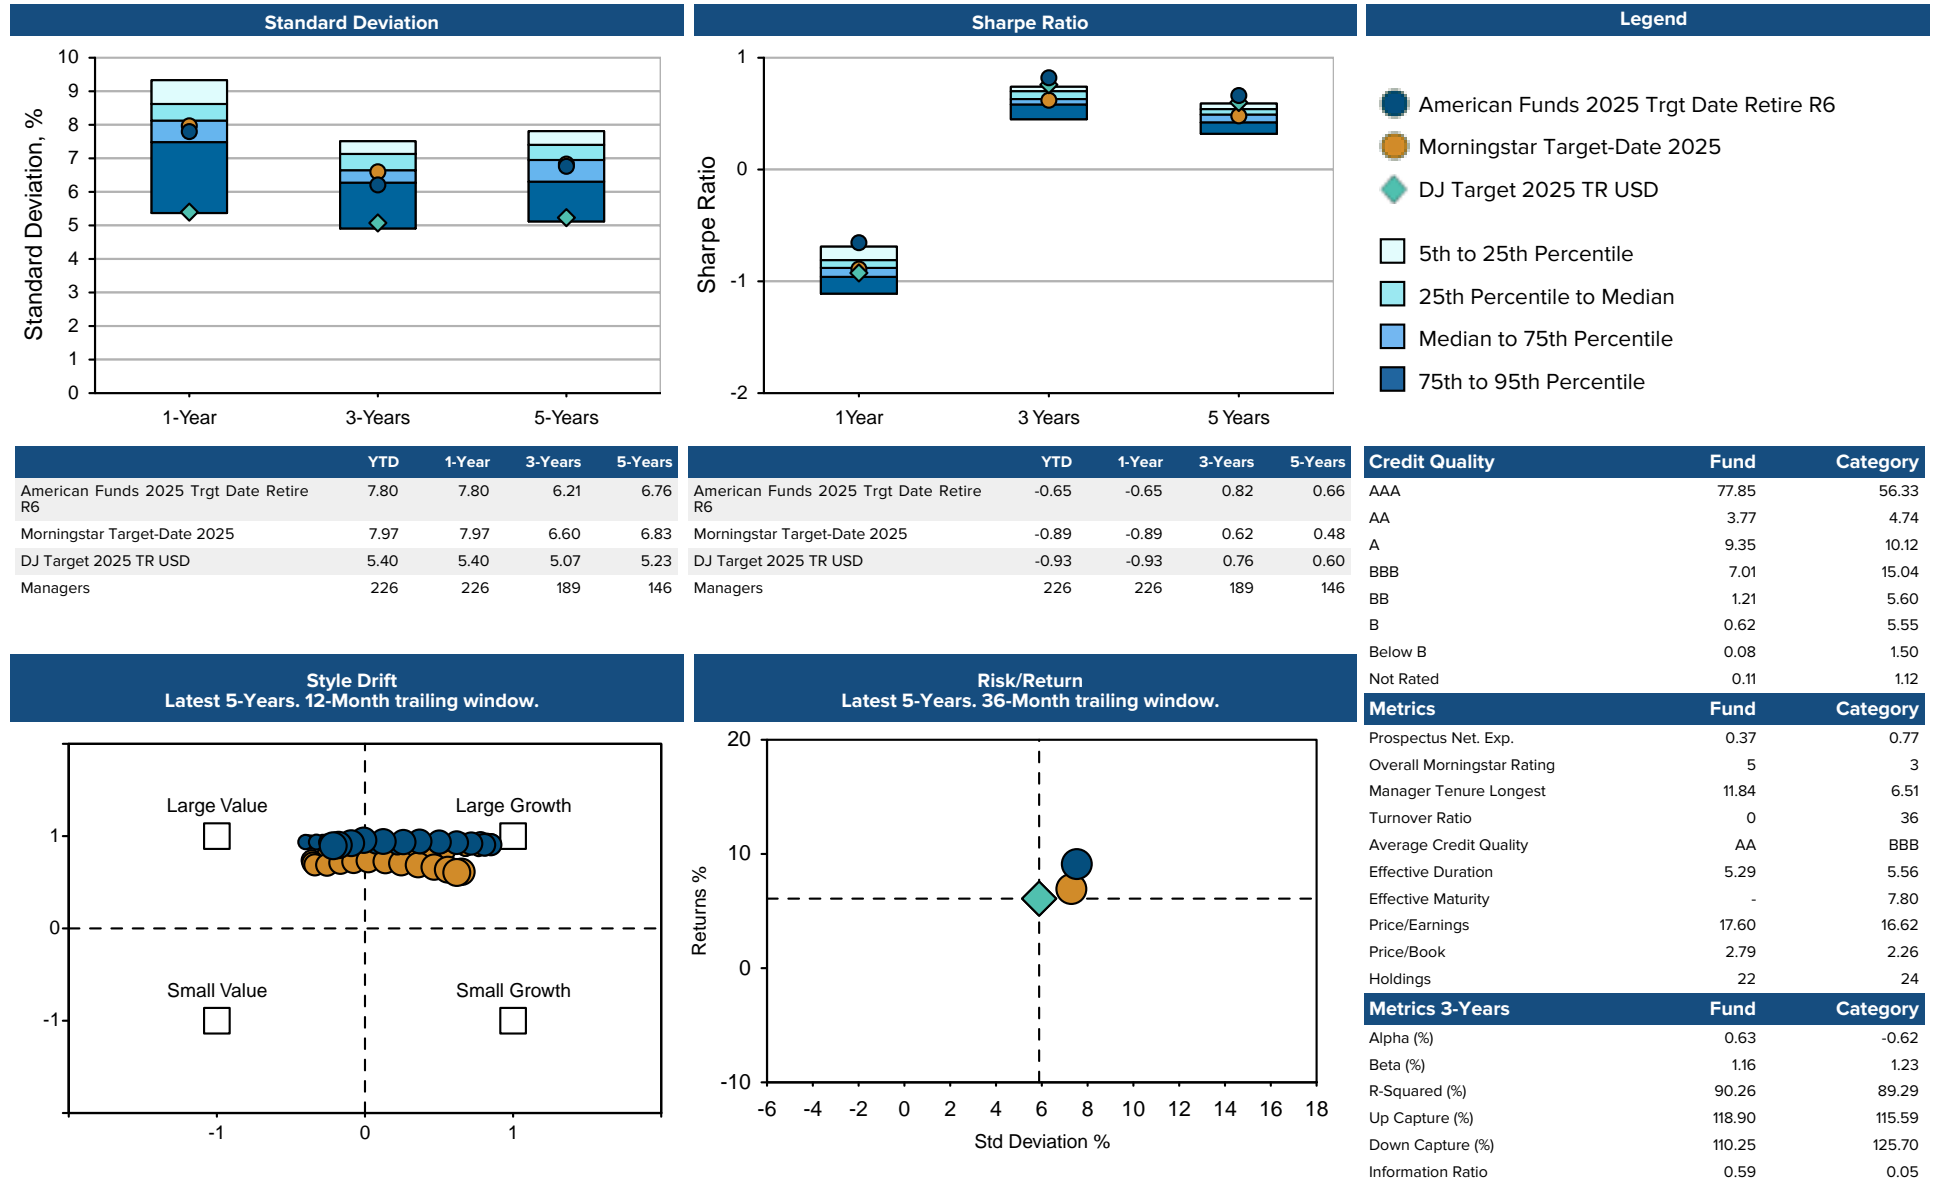 Standard Deviation
10
9
8
7
6
5
4
3
2
1
0
Standard Deviation, %
1-Year
3-Years
5-Years
Sharpe Ratio
1
0
-1
-2
Sharpe Ratio
1Year
3 Years
5 Years
Legend
American Funds 2025 Trgt Date Retire R6
Morningstar Target-Date 2025
DJ Target 2025 TR USD
5th to 25th Percentile
25th Percentile to Median
Median to 75th Percentile
75th to 95th Percentile
YTD 1-Year 3-Years 5-Years
American Funds 2025 Trgt Date Retire 7.80 7.80 6.21 6.76
R6
Morningstar Target-Date 2025 7.97 7.97 6.60 6.83
DJ Target 2025 TR USD 5.40 5.40 5.07 5.23
Managers 226 226 189 146
YTD 1-Year 3-Years 5-Years
American Funds 2025 Trgt Date Retire -0.65 -0.65 0.82 0.66
R6
Morningstar Target-Date 2025 -0.89 -0.89 0.62 0.48
DJ Target 2025 TR USD -0.93 -0.93 0.76 0.60
Managers 226 226 189 146
Credit Quality Fund Category
AAA 77.85 56.33
AA 3.77 4.74
A 9.35 10.12
BBB 7.01 15.04
BB 1.21 5.60
B 0.62 5.55
Below B 0.08 1.50
Not Rated 0.11 1.12
Metrics Fund Category
Prospectus Net. Exp. 0.37 0.77
Overall Morningstar Rating 5 3
Manager Tenure Longest 11.84 6.51
Turnover Ratio 0 36
Average Credit Quality AA BBB
Effective Duration 5.29 5.56
Effective Maturity - 7.80
Price/Earnings 17.60 16.62
Price/Book 2.79 2.26
Holdings 22 24
Metrics 3-Years Fund Category
Alpha (%) 0.63 -0.62
Beta (%) 1.16 1.23
R-Squared (%) 90.26 89.29
Up Capture (%) 118.90 115.59
Down Capture (%) 110.25 125.70
Information Ratio 0.59 0.05
Style Drift
Latest 5-Years. 12-Month trailing window.
Large Value Large Growth
1
0
Small Value Small Growth
-1
-1 0 1
Risk/Return
Latest 5-Years. 36-Month trailing window.
20
10
0
-10
Returns %
-6 -4 -2 0 2 4 6 8 10 12 14 16 18
Std Deviation %